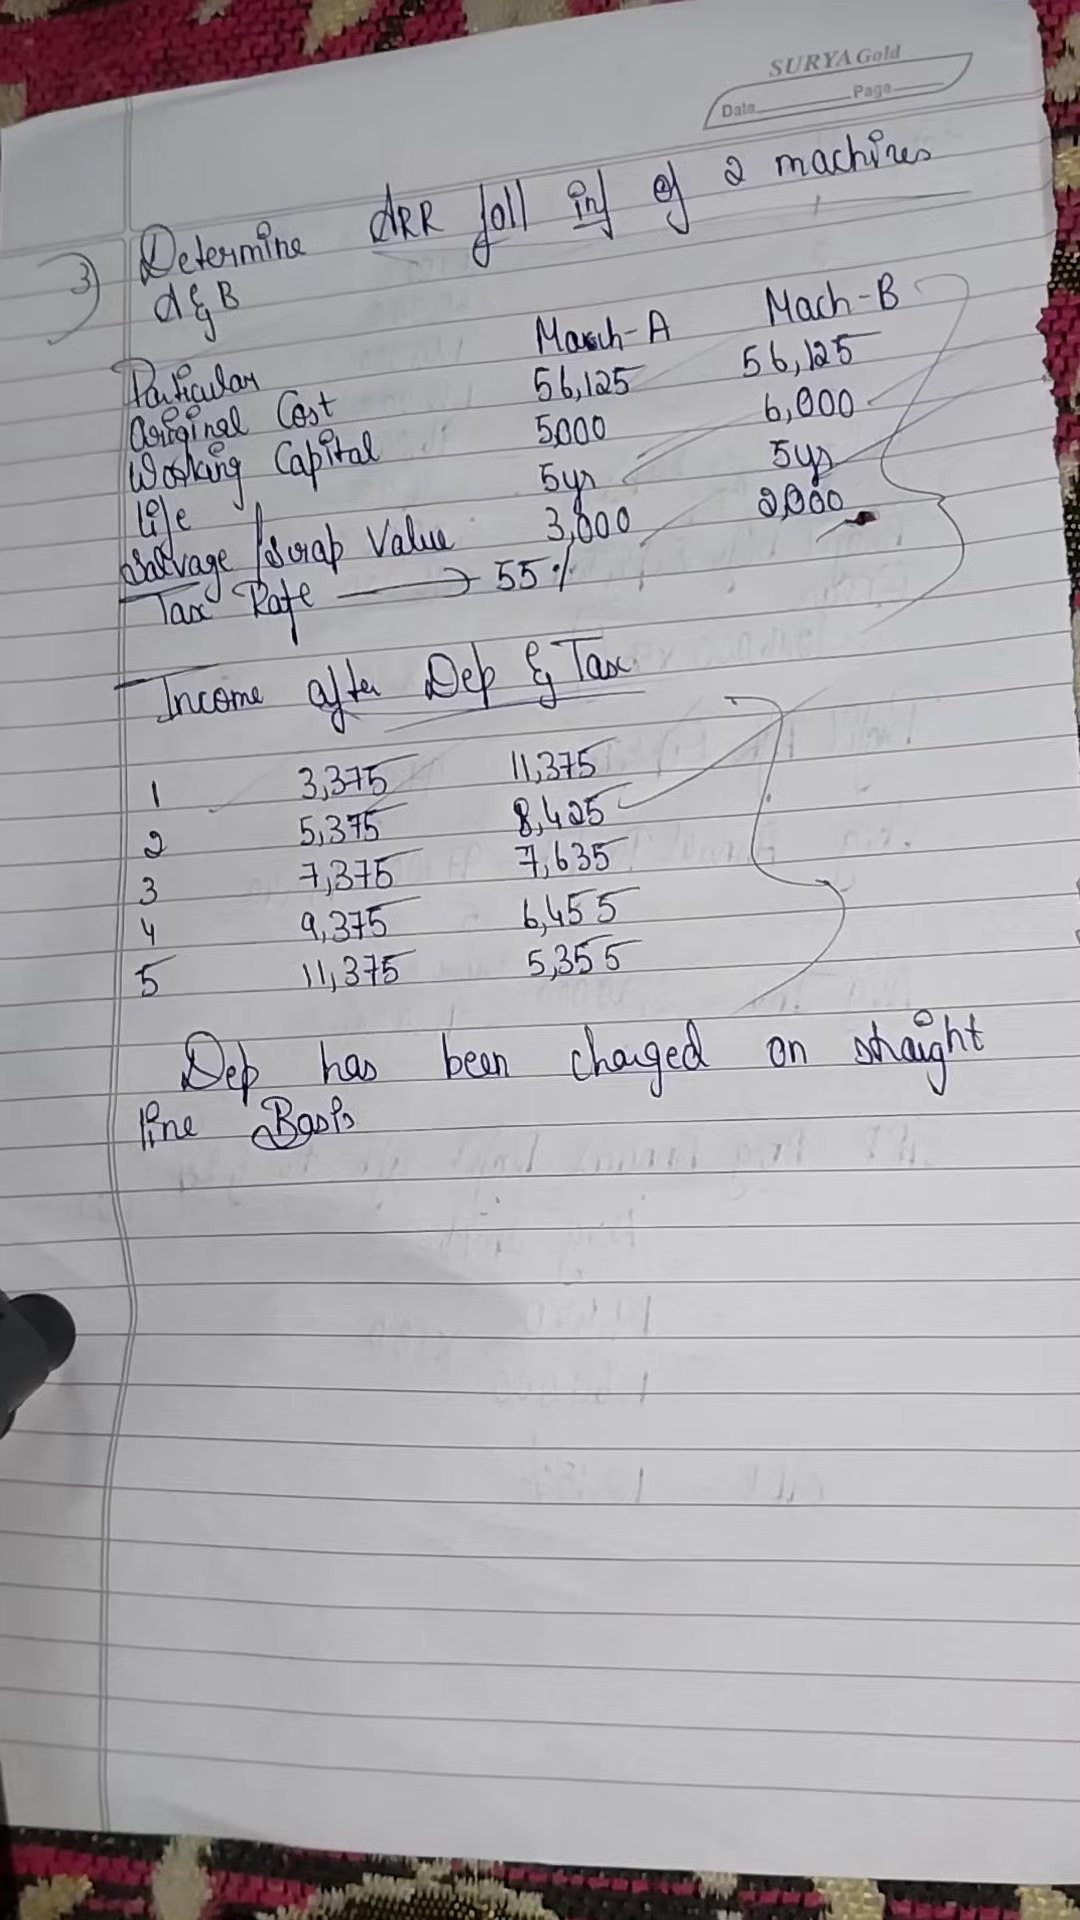 SURYA Gold
Date Page
3) Determine ARR foll inf of 2 machines
A & B
Particular Mach-A Mach-B
Original Cost 56,125 56,125
Working Capital 5000 6,000
Life 5yr 5yr
Salvage /Scrap Value 3,000 2,000
Tax Rate → 55%
Income after Dep & Tax
1 3,375 11,375
2 5,375 8,425
3 7,375 7,635
4 9,375 6,455
5 11,375 5,355
Dep has been charged on straight
line Basis